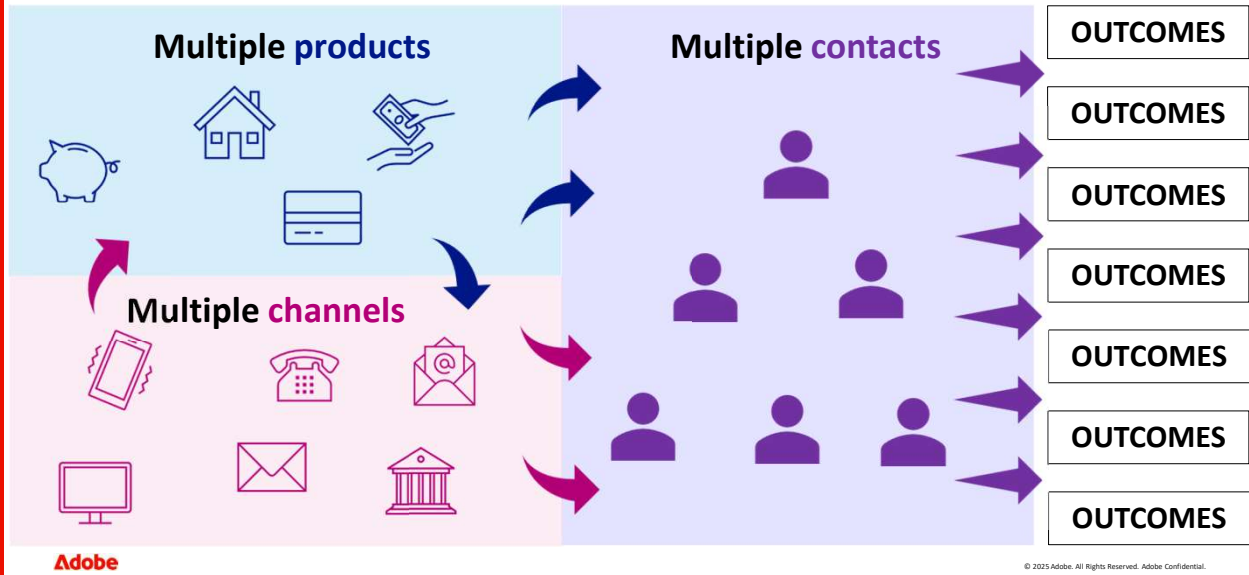 Multiple products
Multiple contacts
Multiple channels
@
OUTCOMES
OUTCOMES
OUTCOMES
OUTCOMES
OUTCOMES
OUTCOMES
OUTCOMES
Adobe
© 2025 Adobe. All Rights Reserved. Adobe Confidential.